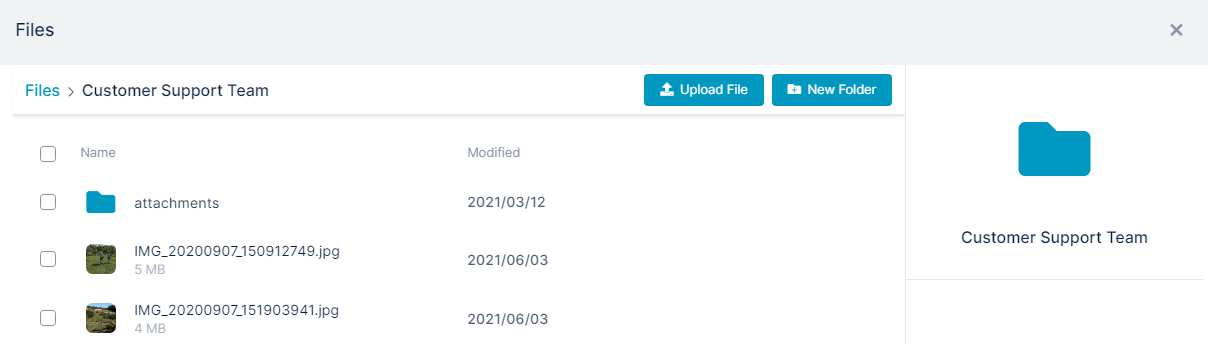 Files
Files > Customer Support Team
Upload File
New Folder
Name Modified
attachments 2021/03/12
IMG_20200907_150912749.jpg 2021/06/03
5 MB
IMG_20200907_151903941.jpg 2021/06/03
4 MB
Customer Support Team